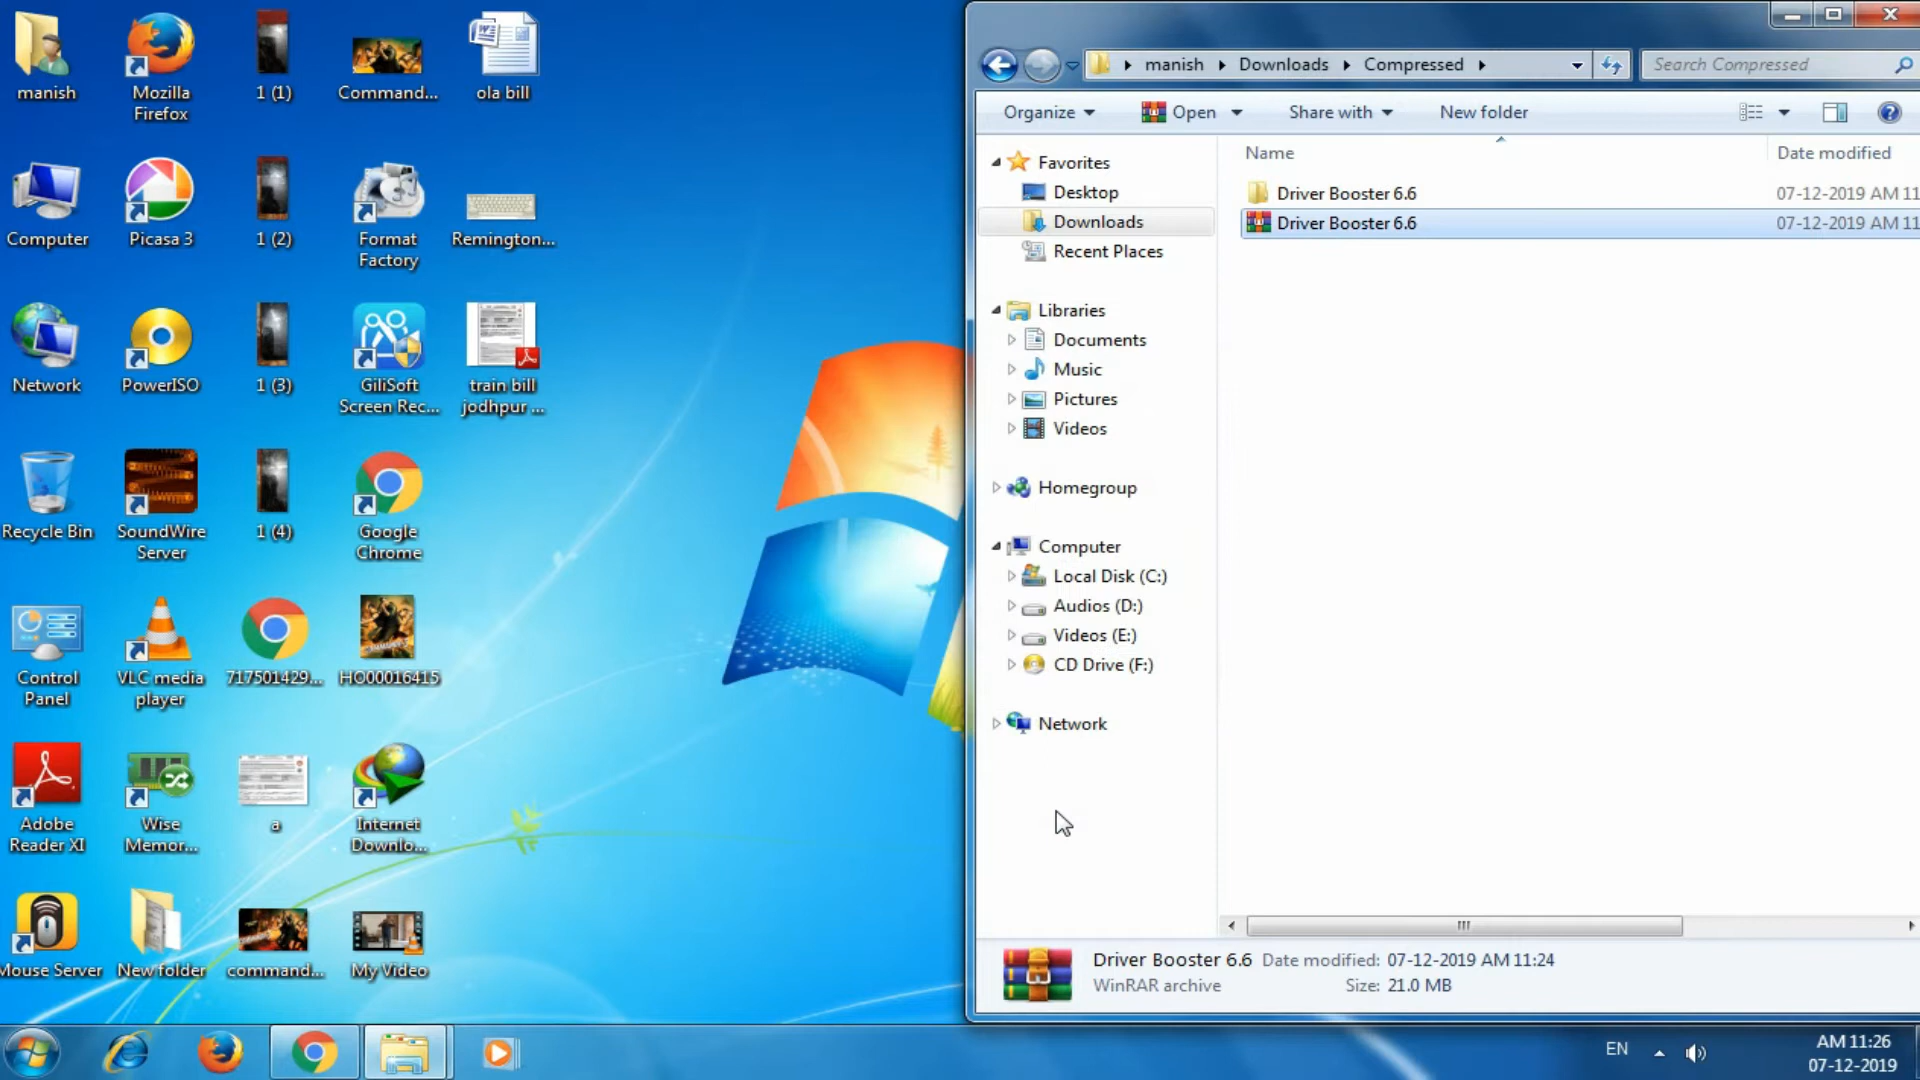 manish
Mozilla
Firefox
1 (1)
Command...
ola bill
Computer
Picasa 3
1 (2)
Format
Factory
Remington...
Network
PowerISO
1 (3)
GiliSoft
Screen Rec...
train bill
jodhpur ...
Recycle Bin
SoundWire
Server
1 (4)
Google
Chrome
Control
Panel
VLC media
player
717501429...
HO00016415
Adobe
Reader XI
Wise
Memor...
a
Internet
Downlo...
Mouse Server
New folder
command...
My Video
manish Downloads Compressed
Search Compressed
Organize Open Share with New folder
Name Date modified
Driver Booster 6.6 07-12-2019 AM 11
Driver Booster 6.6 07-12-2019 AM 11
Favorites
Desktop
Downloads
Recent Places
Libraries
Documents
Music
Pictures
Videos
Homegroup
Computer
Local Disk (C:)
Audios (D:)
Videos (E:)
CD Drive (F:)
Network
Driver Booster 6.6 Date modified: 07-12-2019 AM 11:24
WinRAR archive Size: 21.0 MB
EN
AM 11:26
07-12-2019